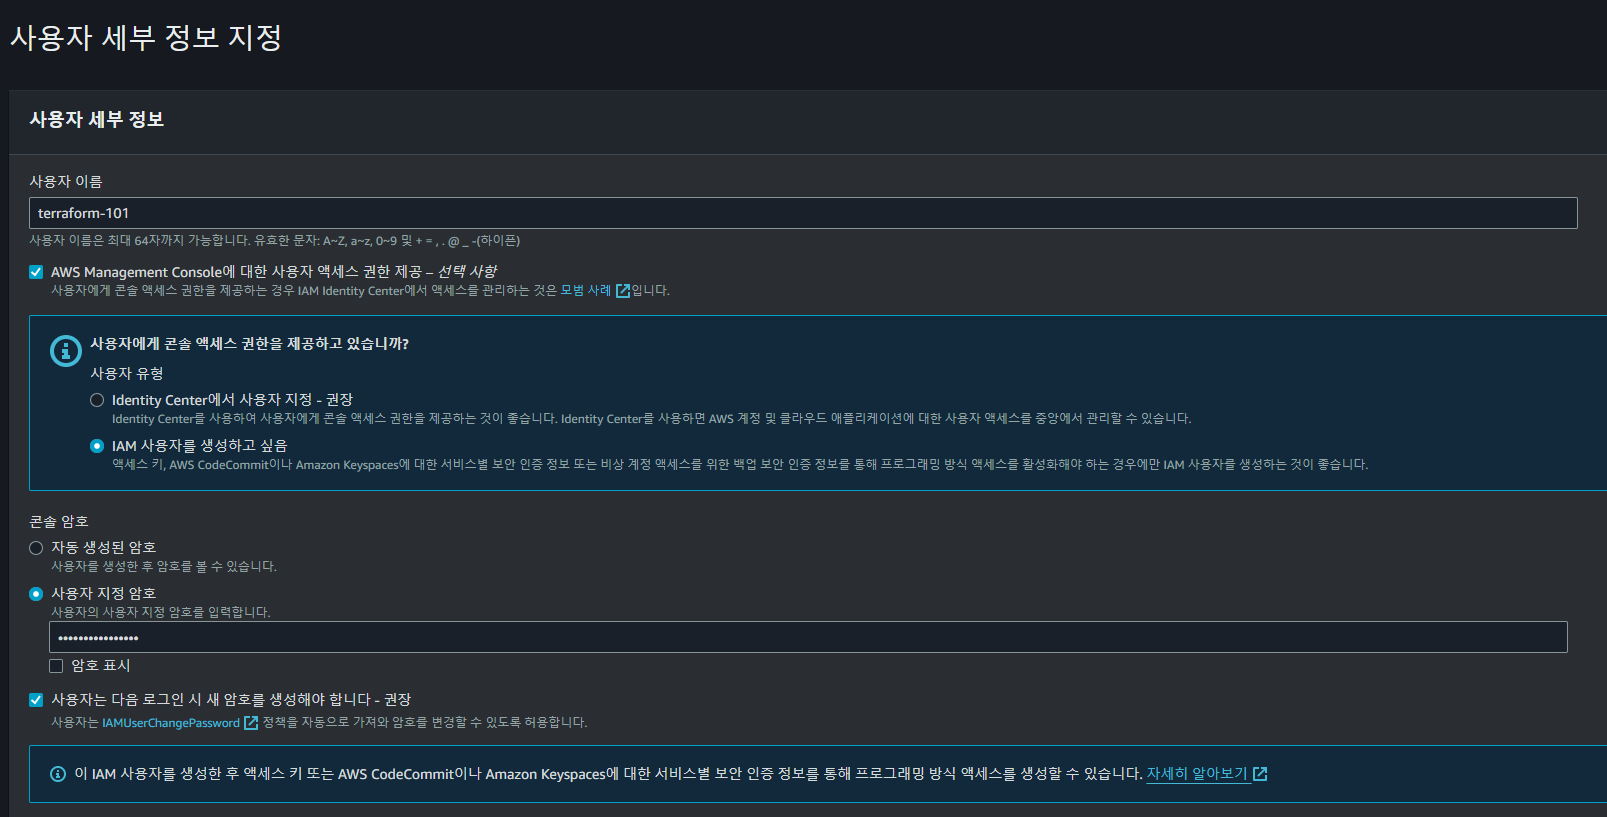 사용자 세부 정보 지정
사용자 세부 정보
사용자 이름
terraform-101
사용자 이름은 최대 64자까지 가능합니다. 유효한 문자: A~Z, a~z, 0~9 및 + = , . @ _ -(하이픈)
AWS Management Console에 대한 사용자 액세스 권한 제공 – 선택 사항
사용자에게 콘솔 액세스 권한을 제공하는 경우 IAM Identity Center에서 액세스를 관리하는 것은 모범 사례 입니다.
사용자에게 콘솔 액세스 권한을 제공하고 있습니까?
사용자 유형
Identity Center에서 사용자 지정 - 권장
Identity Center를 사용하여 사용자에게 콘솔 액세스 권한을 제공하는 것이 좋습니다. Identity Center를 사용하면 AWS 계정 및 클라우드 애플리케이션에 대한 사용자 액세스를 중앙에서 관리할 수 있습니다.
IAM 사용자를 생성하고 싶음
액세스 키, AWS CodeCommit이나 Amazon Keyspaces에 대한 서비스별 보안 인증 정보 또는 비상 계정 액세스를 위한 백업 보안 인증 정보를 통해 프로그래밍 방식 액세스를 활성화해야 하는 경우에만 IAM 사용자를 생성하는 것이 좋습니다.
콘솔 암호
자동 생성된 암호
사용자를 생성한 후 암호를 볼 수 있습니다.
사용자 지정 암호
사용자의 사용자 지정 암호를 입력합니다.
••••••••••••••••
암호 표시
사용자는 다음 로그인 시 새 암호를 생성해야 합니다 - 권장
사용자는 IAMUserChangePassword 정책을 자동으로 가져와 암호를 변경할 수 있도록 허용합니다.
이 IAM 사용자를 생성한 후 액세스 키 또는 AWS CodeCommit이나 Amazon Keyspaces에 대한 서비스별 보안 인증 정보를 통해 프로그래밍 방식 액세스를 생성할 수 있습니다. 자세히 알아보기